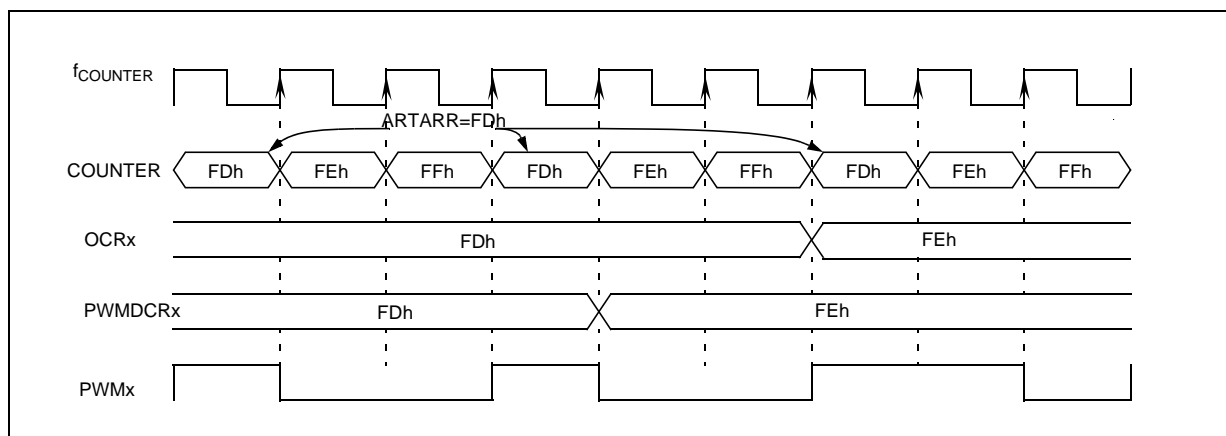 fCOUNTER
ARTARR=FDh
COUNTER FDh FEh FFh FDh FEh FFh FDh FEh FFh
OCRx FDh FEh
PWMDCRx FDh FEh
PWMx